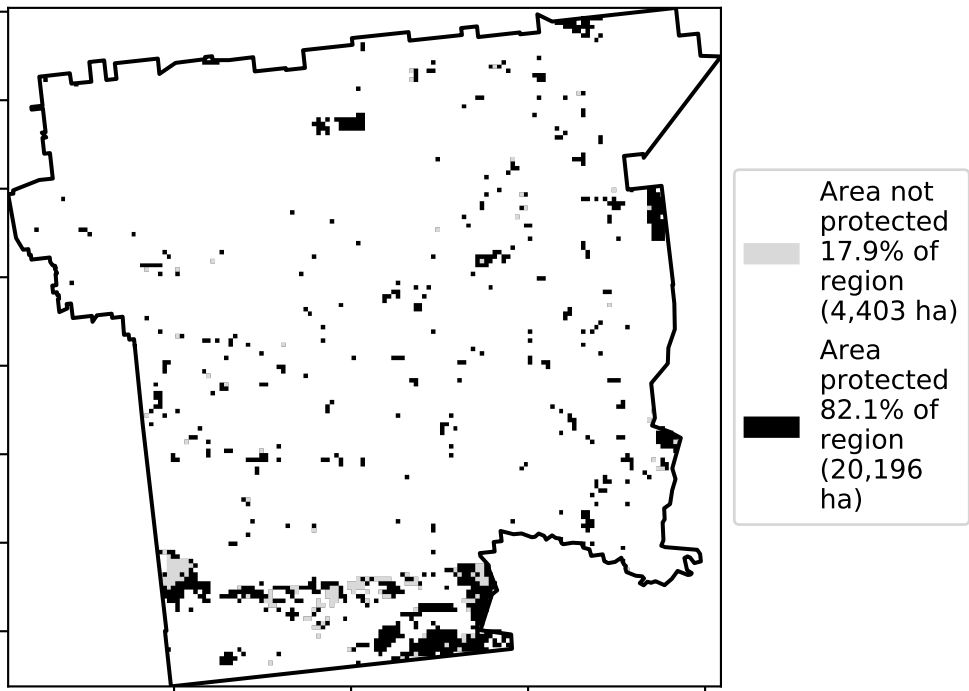 Area not
protected
17.9% of
region
(4,403 ha)
Area
protected
82.1% of
region
(20,196
ha)